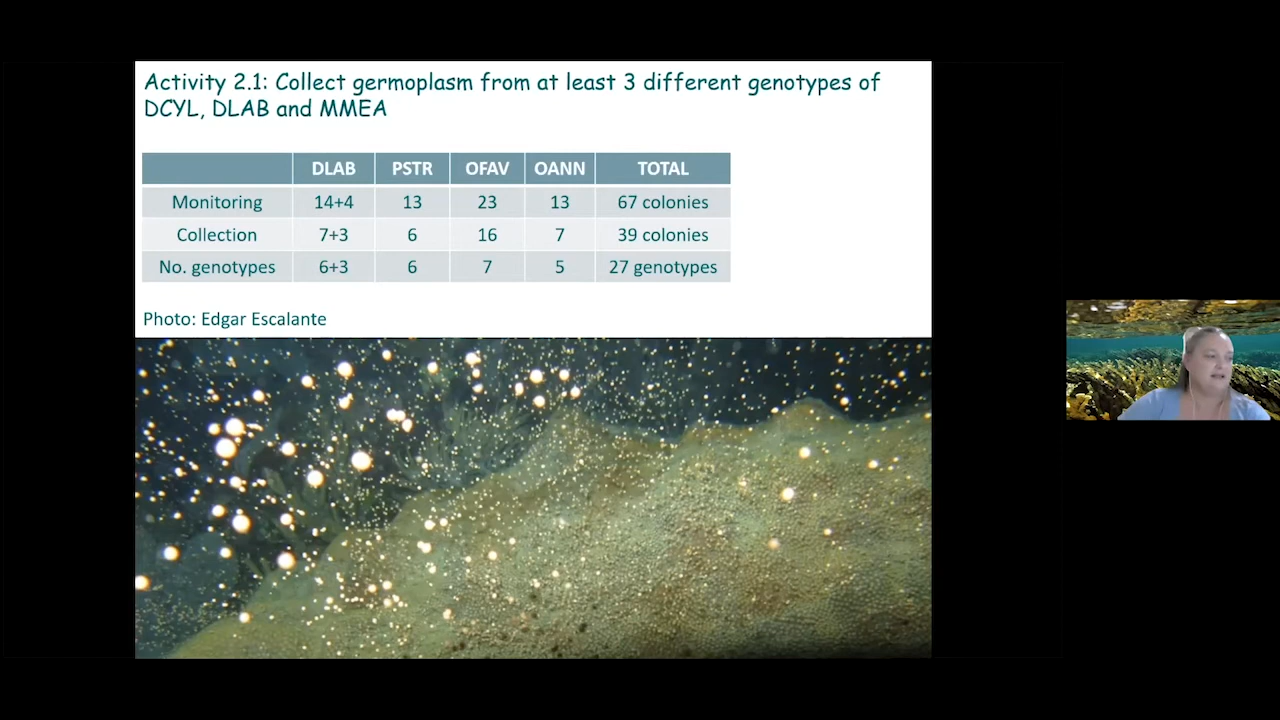 Activity 2.1: Collect germoplasm from at least 3 different genotypes of
DCYL, DLAB and MMEA
DLAB PSTR OFAV OANN TOTAL
Monitoring 14+4 13 23 13 67 colonies
Collection 7+3 6 16 7 39 colonies
No. genotypes 6+3 6 7 5 27 genotypes
Photo: Edgar Escalante